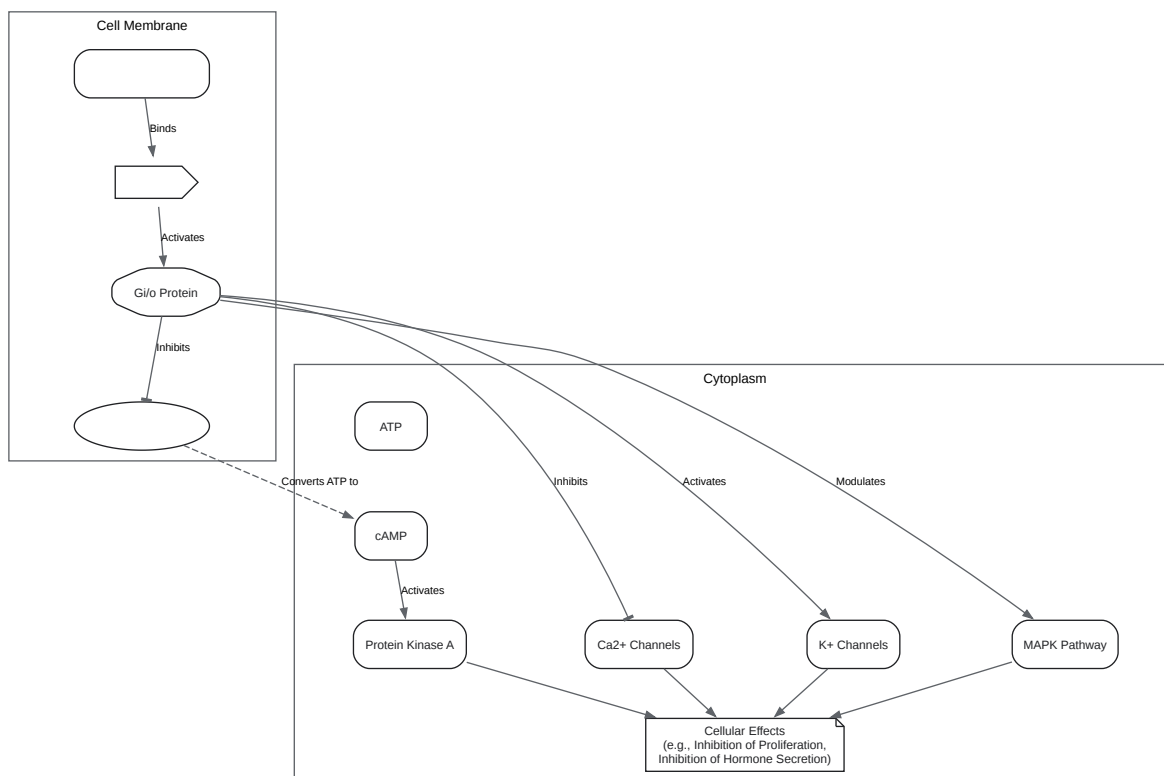 Cell Membrane
Binds
Activates
Gi/o Protein
Inhibits
Cytoplasm
ATP
Converts ATP to
Inhibits
Activates
Modulates
cAMP
Activates
Protein Kinase A
Ca2+ Channels
K+ Channels
MAPK Pathway
Cellular Effects
(e.g., Inhibition of Proliferation,
Inhibition of Hormone Secretion)